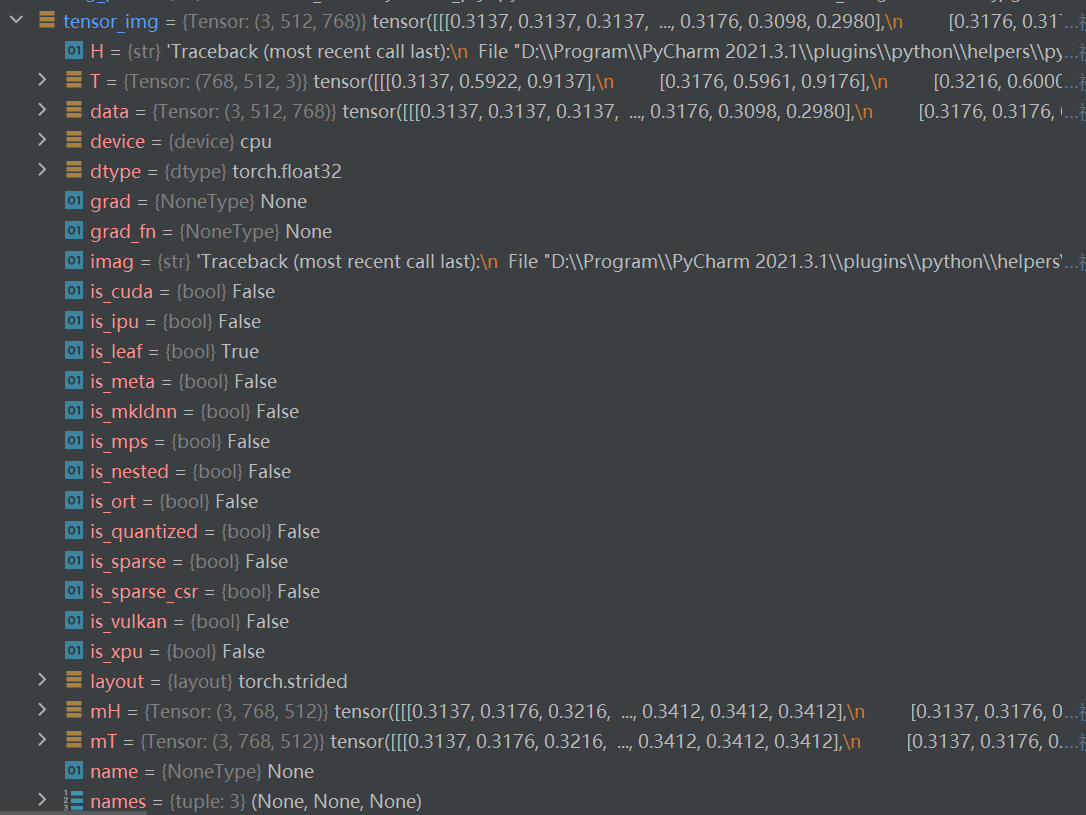 tensor_img = {Tensor: (3, 512, 768)} tensor([[[0.3137, 0.3137, 0.3137,  ..., 0.3176, 0.3098, 0.2980],\n         [0.3176, 0.31
01 H = {str} 'Traceback (most recent call last):\n  File "D:\\Program\\PyCharm 2021.3.1\\plugins\\python\\helpers\\py...
T = {Tensor: (768, 512, 3)} tensor([[[0.3137, 0.5922, 0.9137],\n         [0.3176, 0.5961, 0.9176],\n         [0.3216, 0.600...
data = {Tensor: (3, 512, 768)} tensor([[[0.3137, 0.3137, 0.3137,  ..., 0.3176, 0.3098, 0.2980],\n         [0.3176, 0.3176, ...
device = {device} cpu
dtype = {dtype} torch.float32
01 grad = {NoneType} None
01 grad_fn = {NoneType} None
01 imag = {str} 'Traceback (most recent call last):\n  File "D:\\Program\\PyCharm 2021.3.1\\plugins\\python\\helpers\...
01 is_cuda = {bool} False
01 is_ipu = {bool} False
01 is_leaf = {bool} True
01 is_meta = {bool} False
01 is_mkldnn = {bool} False
01 is_mps = {bool} False
01 is_nested = {bool} False
01 is_ort = {bool} False
01 is_quantized = {bool} False
01 is_sparse = {bool} False
01 is_sparse_csr = {bool} False
01 is_vulkan = {bool} False
01 is_xpu = {bool} False
layout = {layout} torch.strided
mH = {Tensor: (3, 768, 512)} tensor([[[0.3137, 0.3176, 0.3216,  ..., 0.3412, 0.3412, 0.3412],\n         [0.3137, 0.3176, 0...
mT = {Tensor: (3, 768, 512)} tensor([[[0.3137, 0.3176, 0.3216,  ..., 0.3412, 0.3412, 0.3412],\n         [0.3137, 0.3176, 0....
01 name = {NoneType} None
names = {tuple: 3} (None, None, None)